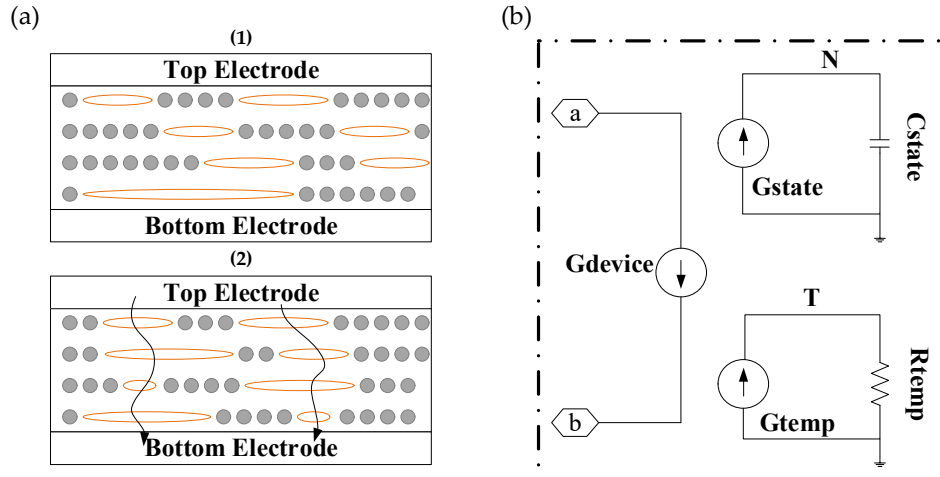 (a)
(1)
Top Electrode
Bottom Electrode
(2)
Top Electrode
Bottom Electrode
(b)
a
b
Gdevice
N
Gstate
Cstate
T
Gtemp
Rtemp